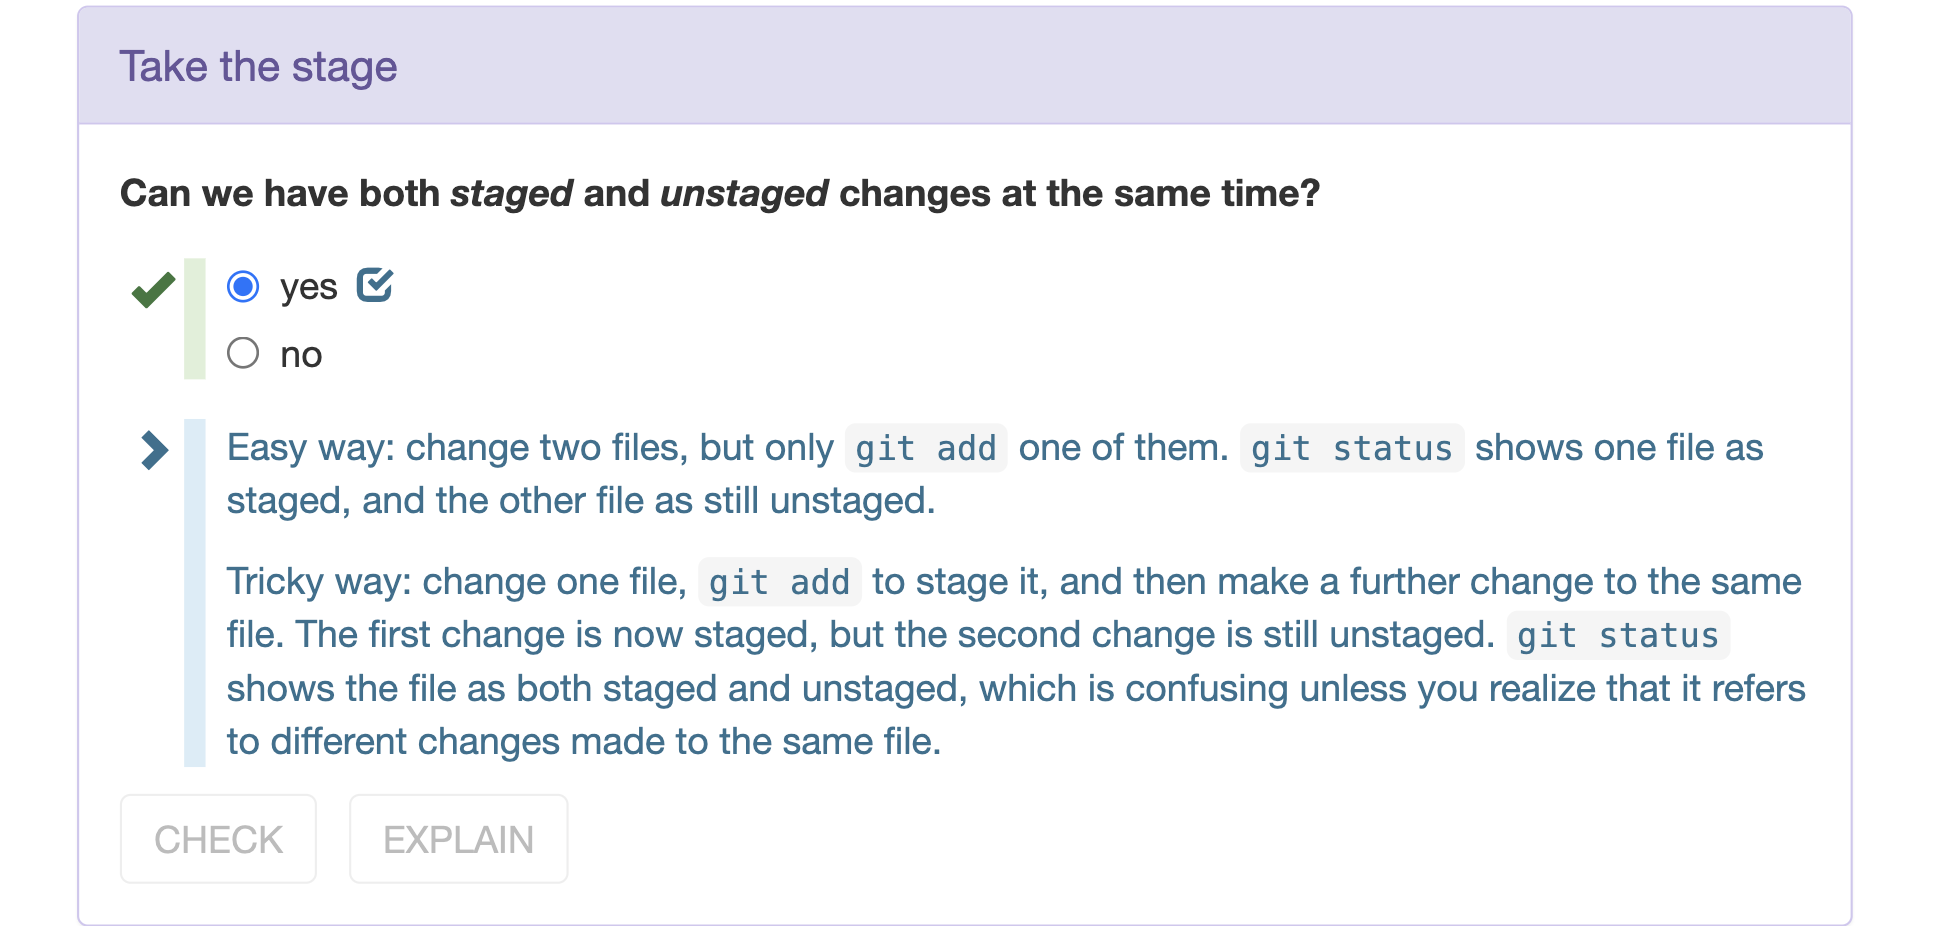 Take the stage
Can we have both staged and unstaged changes at the same time?
yes
no
Easy way: change two files, but only git add one of them. git status shows one file as
staged, and the other file as still unstaged.
Tricky way: change one file, git add to stage it, and then make a further change to the same
file. The first change is now staged, but the second change is still unstaged. git status
shows the file as both staged and unstaged, which is confusing unless you realize that it refers
to different changes made to the same file.
CHECK EXPLAIN